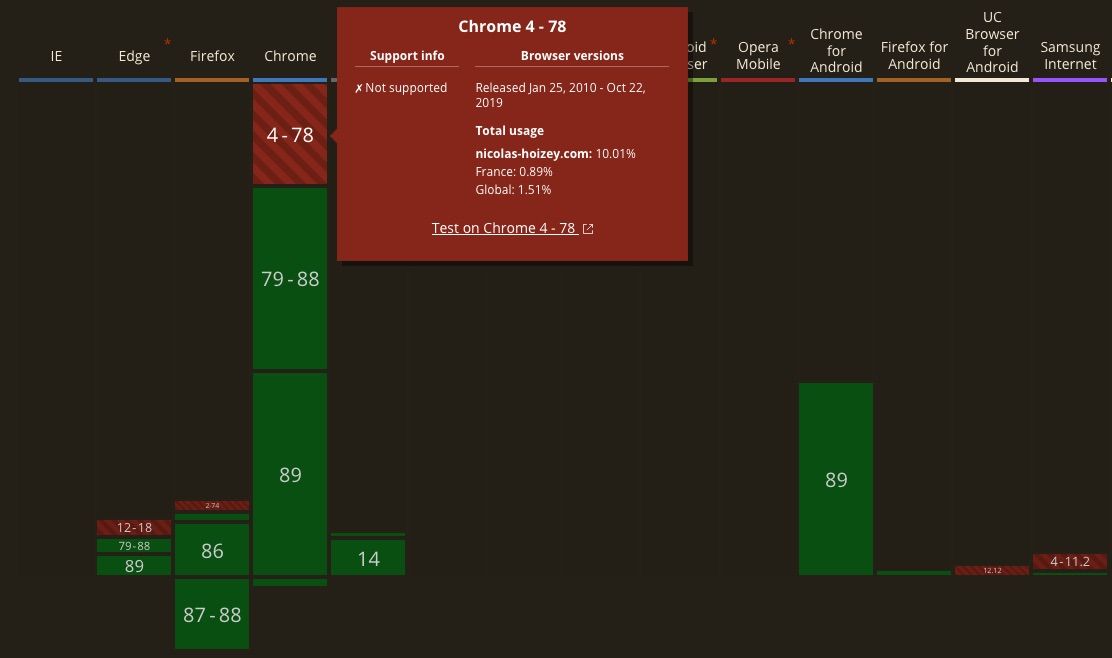 IE
Edge *
Firefox
Chrome
oid *
ser
Opera *
Mobile
Chrome
for
Android
Firefox for
Android
UC
Browser
for
Android
Samsung
Internet
Chrome 4 - 78
Support info
Browser versions
✗ Not supported
Released Jan 25, 2010 - Oct 22,
2019
Total usage
nicolas-hoizey.com: 10.01%
France: 0.89%
Global: 1.51%
Test on Chrome 4 - 78
4 - 78
79 - 88
89
2-74
12-18
79-88
89
86
87 - 88
14
89
12.12
4-11.2